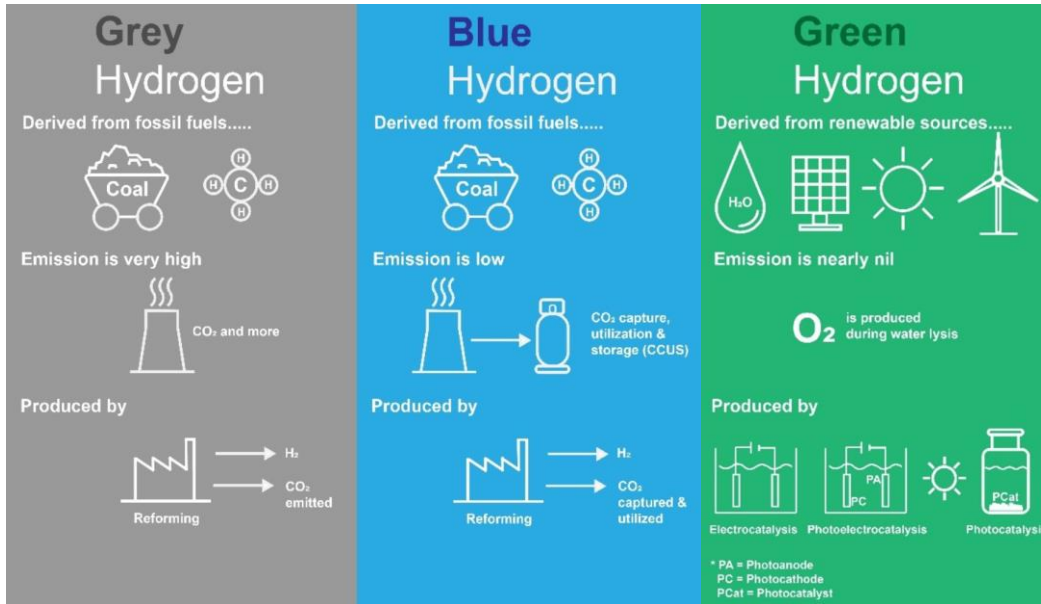 Grey
Hydrogen
Derived from fossil fuels.....
Coal
H
H
C
H
H
Emission is very high
CO₂ and more
Produced by
H₂
CO₂
emitted
Reforming
Blue
Hydrogen
Derived from fossil fuels.....
Coal
H
H
C
H
H
Emission is low
CO₂ capture,
utilization &
storage (CCUS)
Produced by
H₂
CO₂
captured &
utilized
Reforming
Green
Hydrogen
Derived from renewable sources.....
H₂O
Emission is nearly nil
O₂
is produced
during water lysis
Produced by
PA
PC
PCat
Electrocatalysis
Photoelectrocatalysis
Photocatalysi
* PA = Photoanode
PC = Photocathode
PCat = Photocatalyst